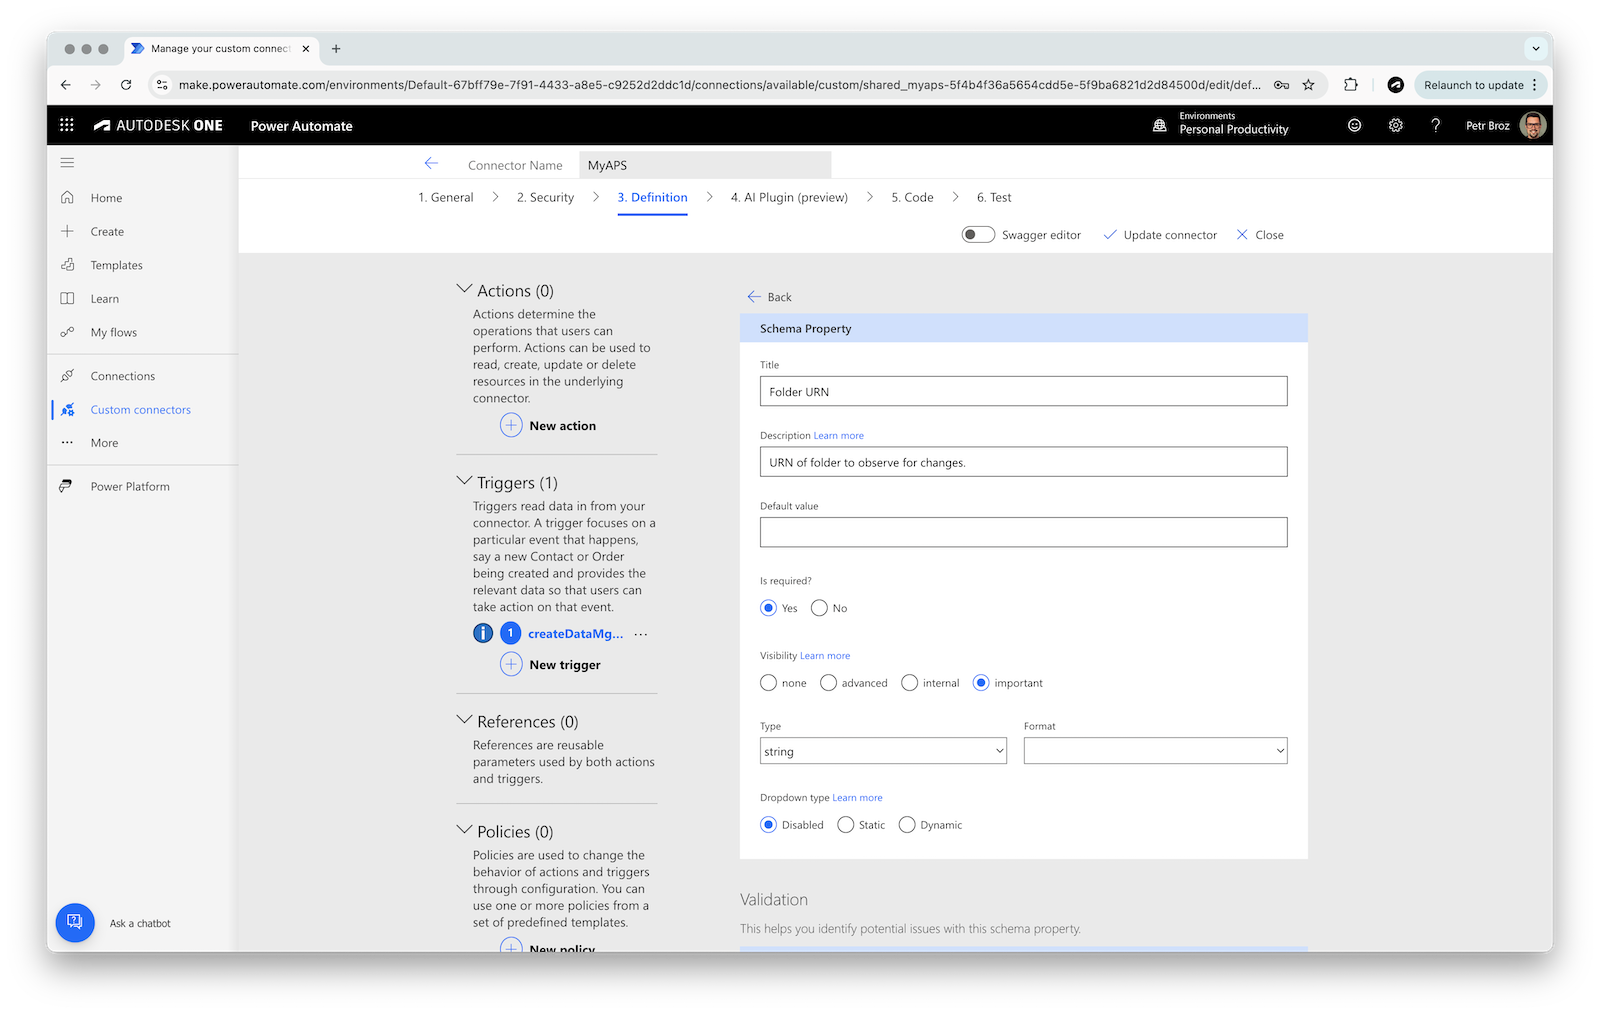 Manage your custom connect
make.powerautomate.com/environments/Default-67bff79e-7f91-4433-a8e5-c9252d2ddc1d/connections/available/custom/shared_myaps-5f4b4f36a5654cdd5e-5f9ba6821d2d84500d/edit/def...
Relaunch to update
AUTODESK ONE
Power Automate
Environments
Personal Productivity
Petr Broz
Home
Create
Templates
Learn
My flows
Connections
Custom connectors
More
Power Platform
Ask a chatbot
Connector Name
MyAPS
1. General
2. Security
3. Definition
4. AI Plugin (preview)
5. Code
6. Test
Swagger editor
Update connector
Close
Actions (0)
Actions determine the
operations that users can
perform. Actions can be used to
read, create, update or delete
resources in the underlying
connector.
New action
Triggers (1)
Triggers read data in from your
connector. A trigger focuses on a
particular event that happens,
say a new Contact or Order
being created and provides the
relevant data so that users can
take action on that event.
1 createDataMg... ...
New trigger
References (0)
References are reusable
parameters used by both actions
and triggers.
Policies (0)
Policies are used to change the
behavior of actions and triggers
through configuration. You can
use one or more policies from a
set of predefined templates.
New policy
Back
Schema Property
Title
Folder URN
Description Learn more
URN of folder to observe for changes.
Default value
Is required?
Yes No
Visibility Learn more
none advanced internal important
Type
string
Format
Dropdown type Learn more
Disabled Static Dynamic
Validation
This helps you identify potential issues with this schema property.